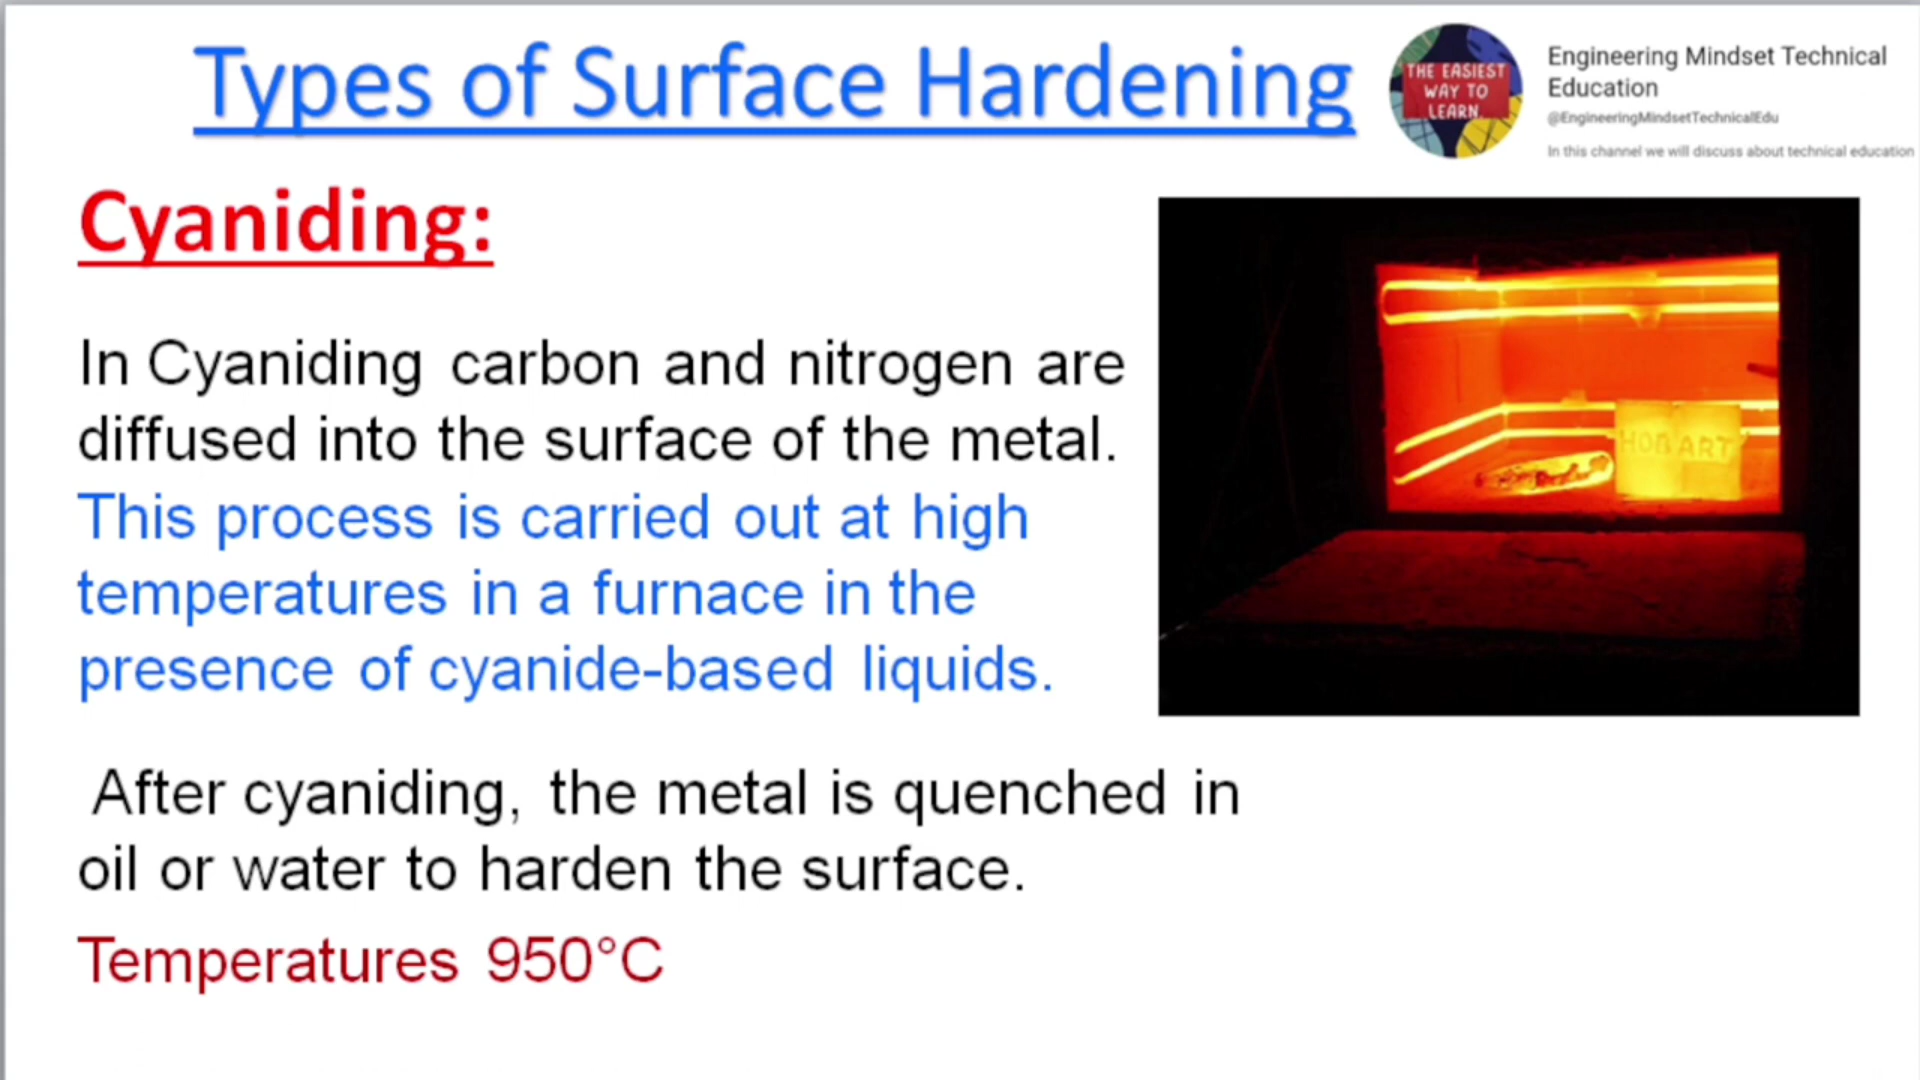 Types of Surface Hardening
THE EASIEST
WAY TO
LEARN
Engineering Mindset Technical
Education
@EngineeringMindsetTechnicalEdu
In this channel we will discuss about technical education
Cyaniding:
In Cyaniding carbon and nitrogen are
diffused into the surface of the metal.
This process is carried out at high
temperatures in a furnace in the
presence of cyanide-based liquids.
HOBART
After cyaniding, the metal is quenched in
oil or water to harden the surface.
Temperatures 950°C